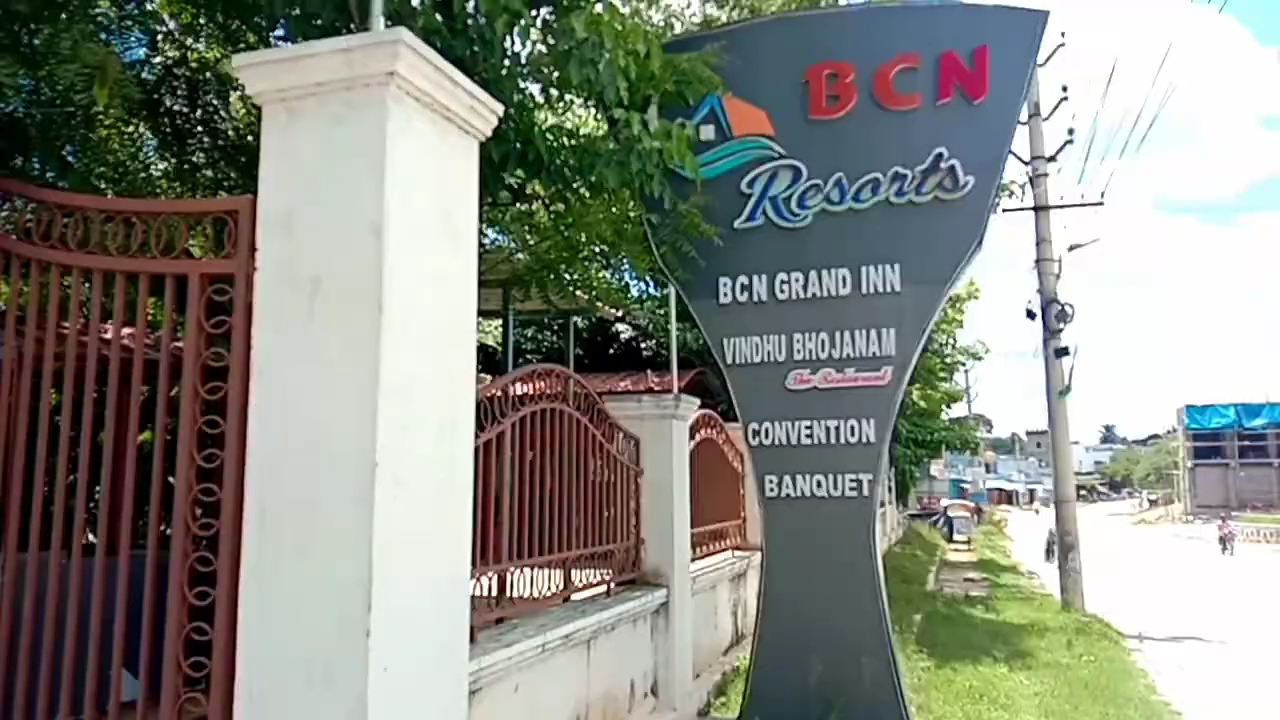 BCN
Resorts
BCN GRAND INN
VINDHU BHOJANAM
The Restaurant
CONVENTION
BANQUET